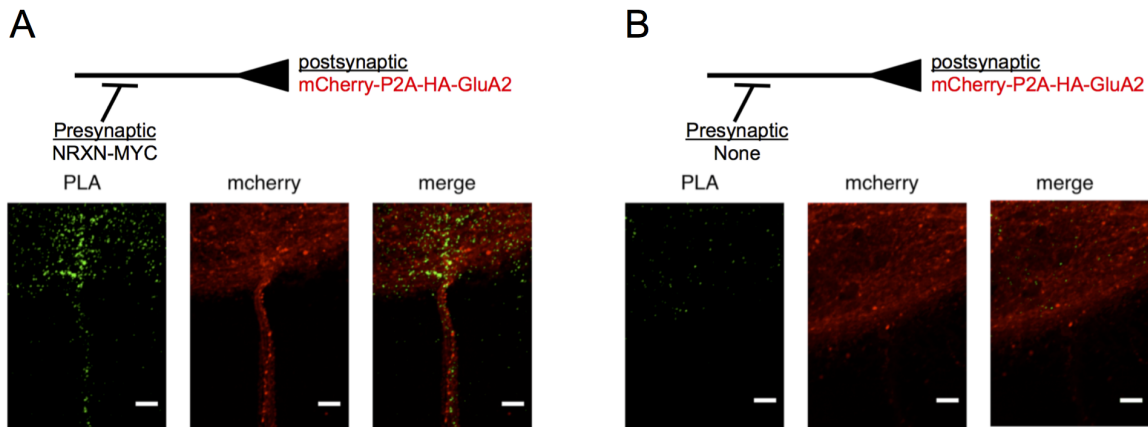 A
postsynaptic
mCherry-P2A-HA-GluA2
Presynaptic
NRXN-MYC
PLA
mcherry
merge
B
postsynaptic
mCherry-P2A-HA-GluA2
Presynaptic
None
PLA
mcherry
merge